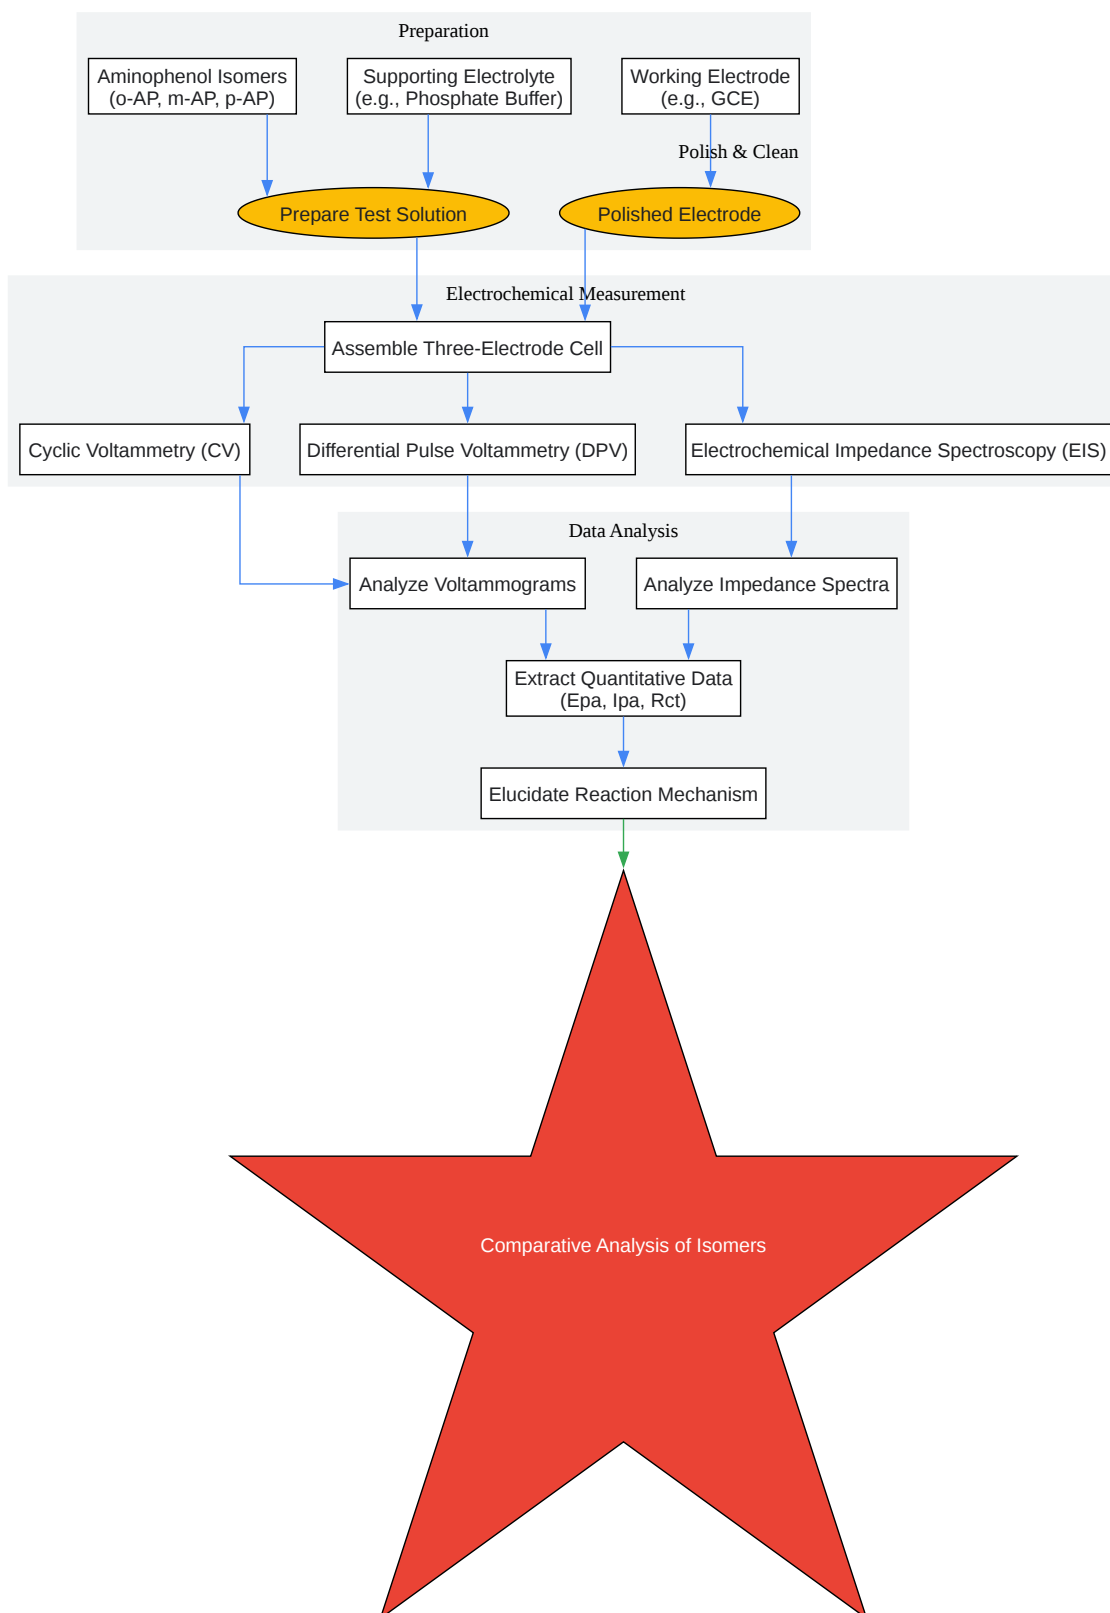 Preparation
Aminophenol Isomers
(o-AP, m-AP, p-AP)
Supporting Electrolyte
(e.g., Phosphate Buffer)
Working Electrode
(e.g., GCE)
Polish & Clean
Prepare Test Solution
Polished Electrode
Electrochemical Measurement
Assemble Three-Electrode Cell
Cyclic Voltammetry (CV)
Differential Pulse Voltammetry (DPV)
Electrochemical Impedance Spectroscopy (EIS)
Data Analysis
Analyze Voltammograms
Analyze Impedance Spectra
Extract Quantitative Data
(Epa, Ipa, Rct)
Elucidate Reaction Mechanism
Comparative Analysis of Isomers